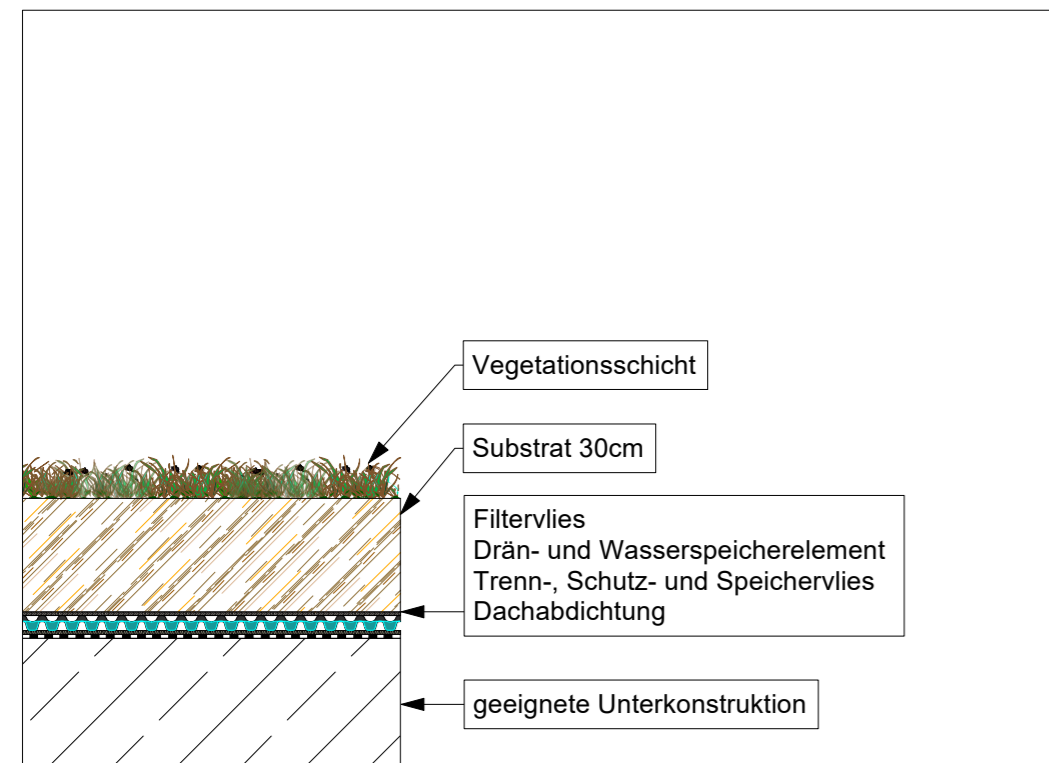 Vegetationsschicht
Substrat 30cm
Filtervlies
Drän- und Wasserspeicherelement
Trenn-, Schutz- und Speichervlies
Dachabdichtung
geeignete Unterkonstruktion